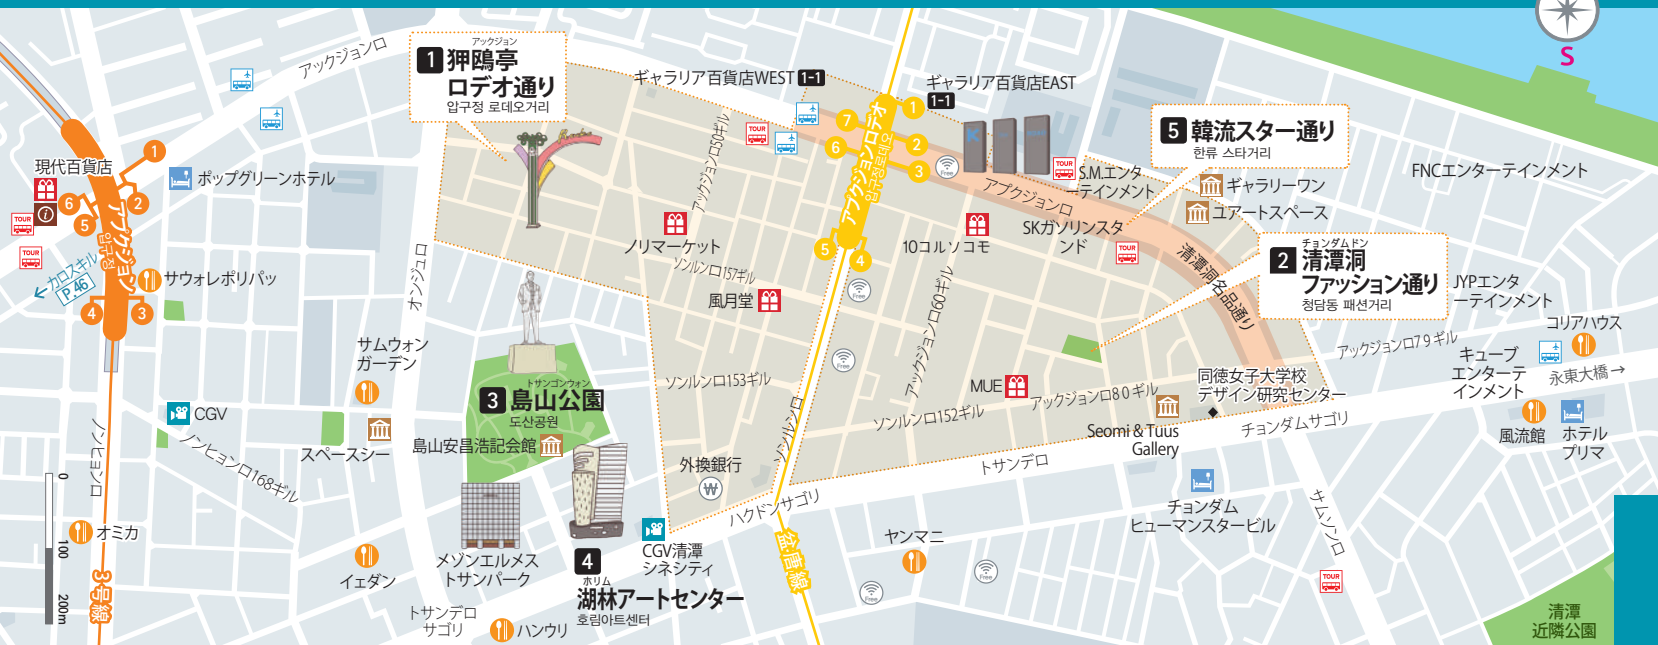 S
アックジョンロ
アックジョン
1 狎鴎亭
ロデオ通り
압구정 로데오거리
ギャラリア百貨店WEST 1-1
ギャラリア百貨店EAST
1-1
アプクジョンロデオ
압구정로데오
1
2
3
4
5
6
7
TOUR
Free
K
TOUR
S.M.エンタ
ーテインメント
5 韓流スター通り
한류 스타거리
ギャラリーワン
ユアートスペース
FNCエンターテインメント
アプクジョンロ
SKガソリンスタ
ンド
TOUR
清潭洞名品通り
チョンダムドン
2 清潭洞
ファッション通り
청담동 패션거리
JYPエンタ
ーテインメント
コリアハウス
キューブ
エンターテ
インメント
永東大橋→
風流館
ホテル
プリマ
アックジョンロ79ギル
現代百貨店
TOUR
TOUR
アプクジョン
압구정
1
2
3
4
5
6
ポップグリーンホテル
←カロスキル
P.46
サウォレポリパッ
オンジュロ
サムウォン
ガーデン
CGV
ノンヒョンロ168ギル
ノンヒョンロ
スペースシー
オミカ
イェダン
3号線
0
100
200m
アックジョンロ50ギル
ノリマーケット
ソンルンロ157ギル
風月堂
10コルソコモ
Free
Free
アックジョンロ60ギル
ソンルンロ153ギル
ソンルンロ
MUE
アックジョンロ80ギル
ソンルンロ152ギル
同徳女子大学校
デザイン研究センター
Seomi & Tuus
Gallery
チョンダムサゴリ
トサンデロ
トサンゴンウォン
3 島山公園
도산공원
島山安昌浩記会館
メゾンエルメス
トサンパーク
4
ホリム
湖林アートセンター
호림아트센터
外換銀行
₩
CGV清潭
シネシティ
ハクドンサゴリ
盆·唐線
ヤンマニ
Free
Free
チョンダム
ヒューマンスタービル
サムソンロ
TOUR
トサンデロ
サゴリ
ハンウリ
清潭
近隣公園